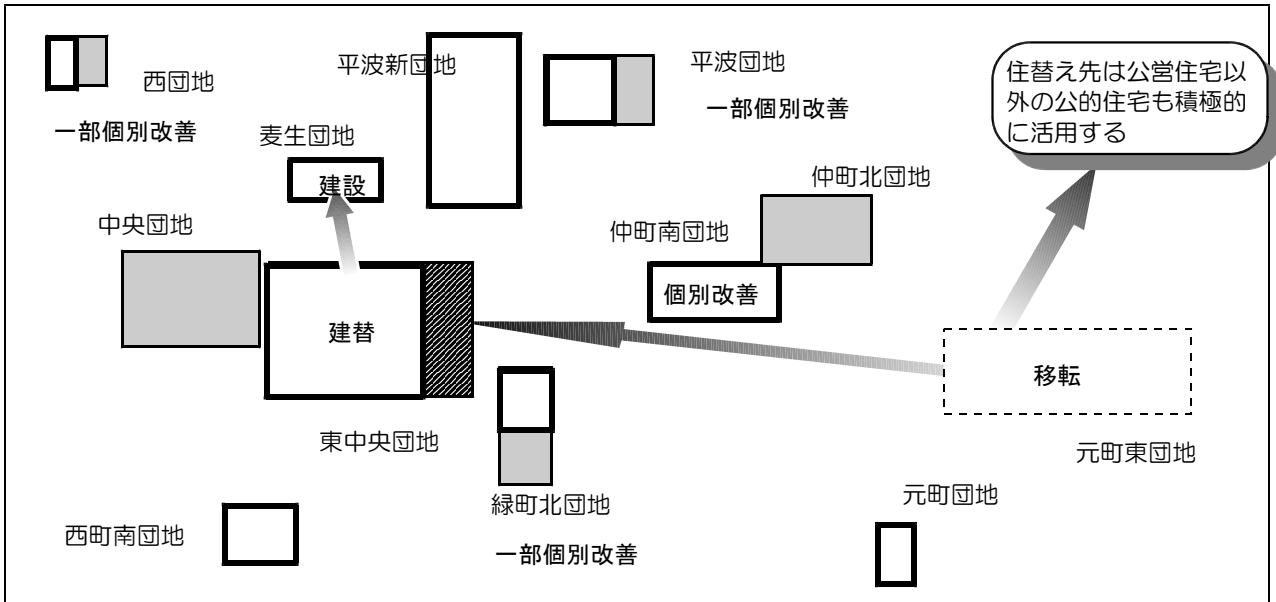 西団地
一部個別改善
平波新団地
平波団地
一部個別改善
住替え先は公営住宅以
外の公的住宅も積極的
に活用する
麦生団地
建設
仲町北団地
中央団地
仲町南団地
個別改善
建替
移転
東中央団地
元町東団地
緑町北団地
一部個別改善
元町団地
西町南団地